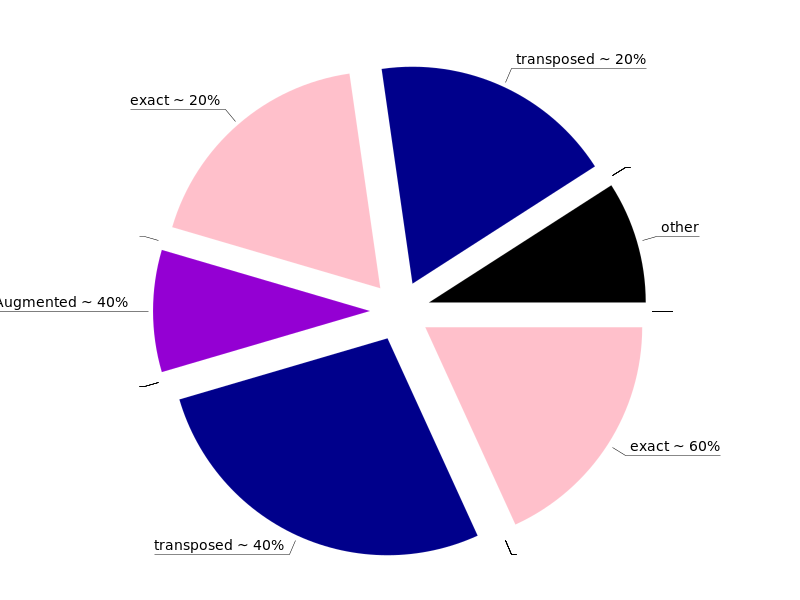 transposed ~ 20%
exact ~ 20%
other
Augmented ~ 40%
exact ~ 60%
transposed ~ 40%